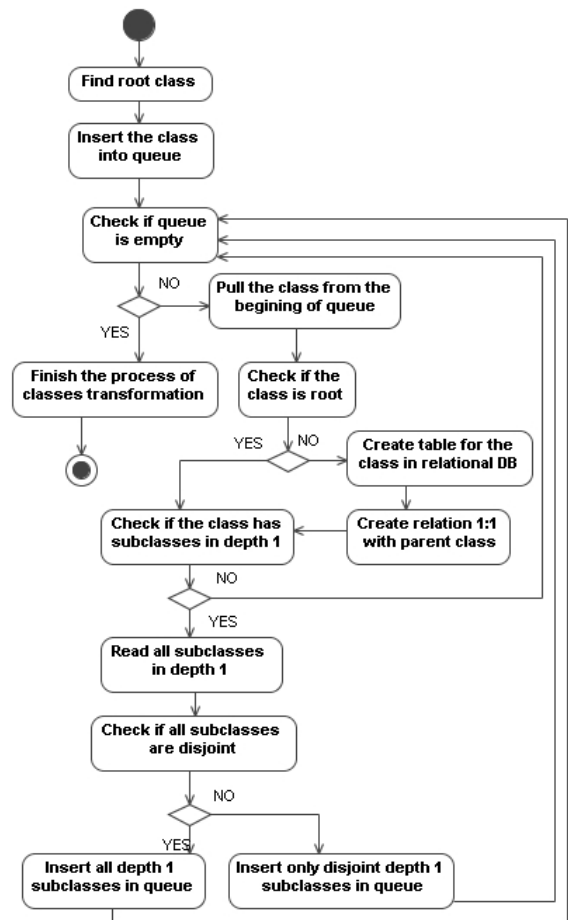 Find root class
Insert the class
into queue
Check if queue
is empty
NO
Pull the class from the
begining of queue
YES
Finish the process of
classes transformation
Check if the
class is root
YES
NO
Create table for the
class in relational DB
Check if the class has
subclasses in depth 1
Create relation 1:1
with parent class
NO
YES
Read all subclasses
in depth 1
Check if all subclasses
are disjoint
NO
YES
Insert all depth 1
subclasses in queue
Insert only disjoint depth 1
subclasses in queue